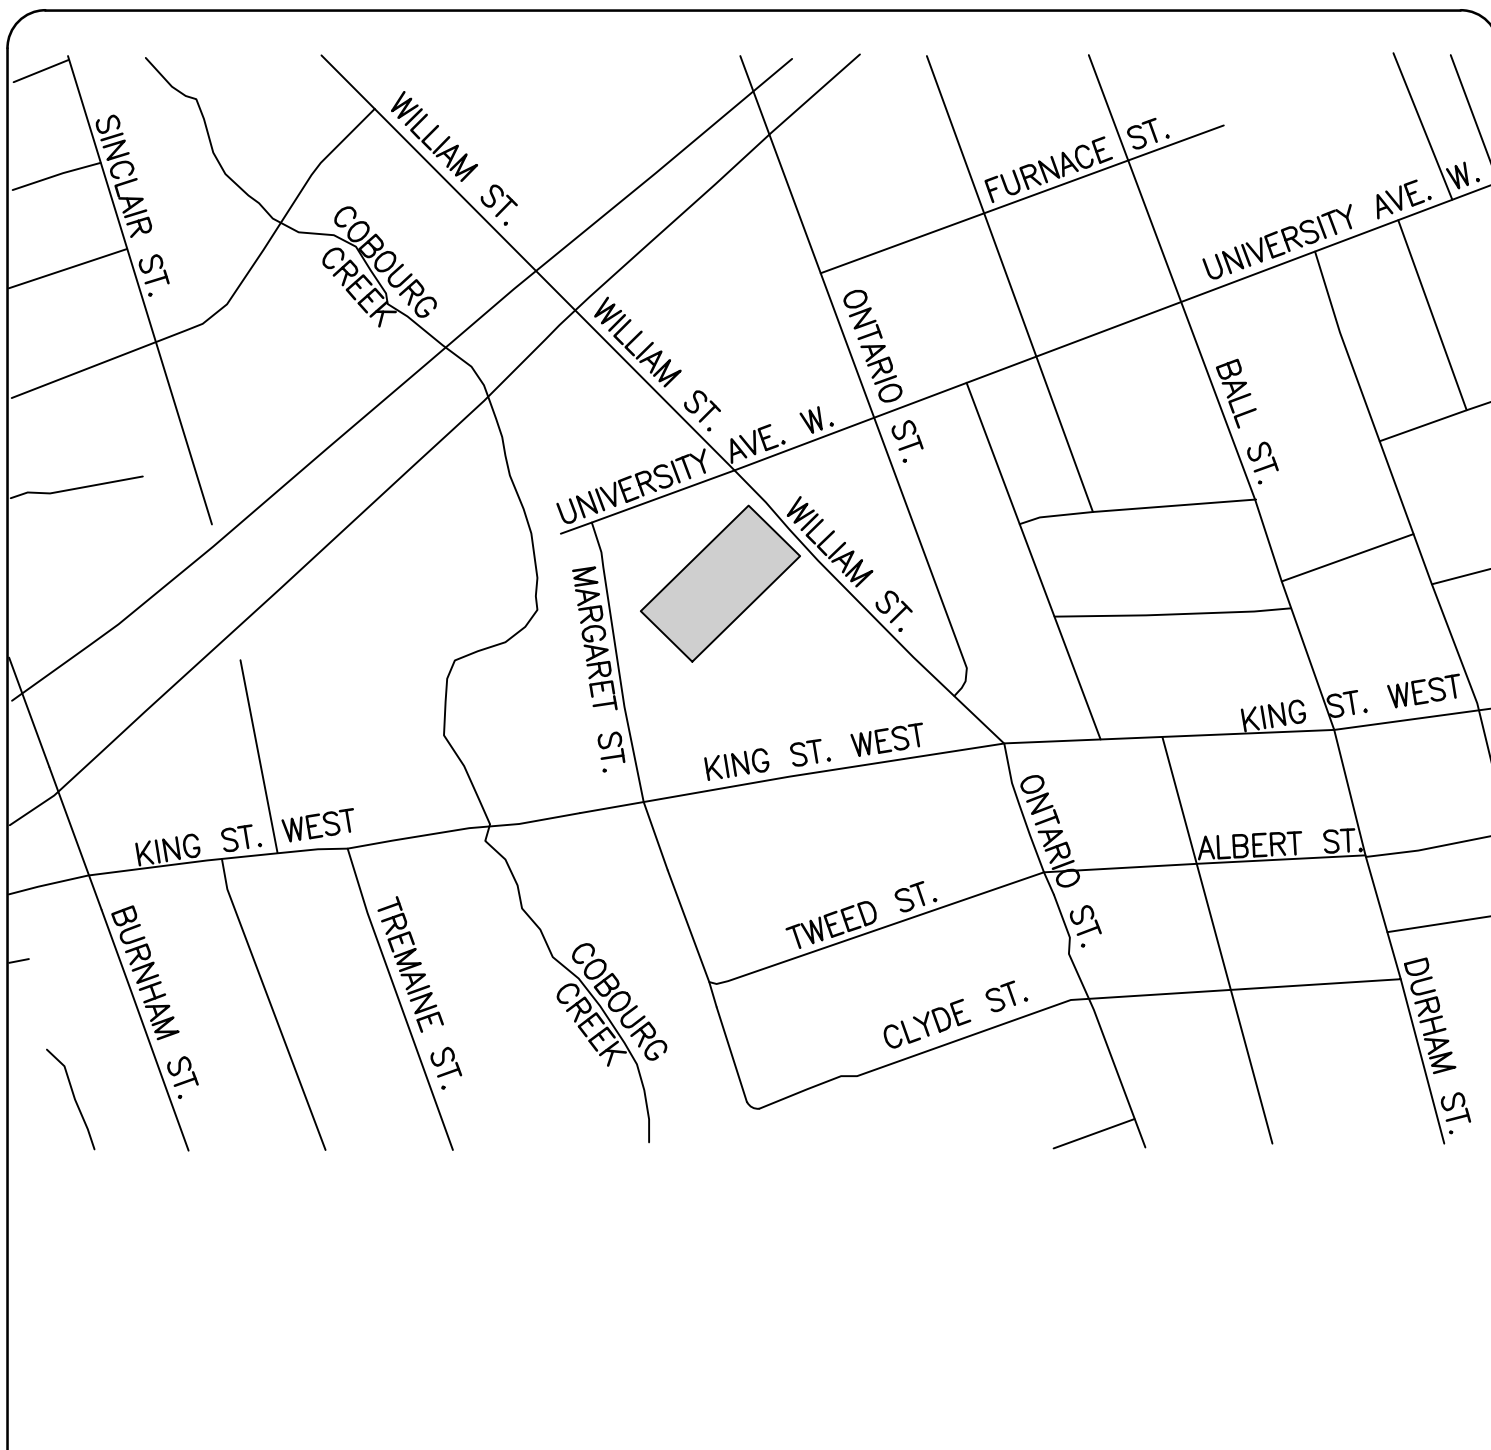 SINCLAIR ST.
WILLIAM ST.
FURNACE ST.
UNIVERSITY AVE. W.
COBOURG
CREEK
WILLIAM ST.
ONTARIO ST.
BALL ST.
UNIVERSITY AVE. W.
WILLIAM ST.
MARGARET ST.
KING ST. WEST
KING ST. WEST
KING ST. WEST
ONTARIO ST.
ALBERT ST.
TWEED ST.
BURNHAM ST.
TREMAINE ST.
COBOURG
CREEK
CLYDE ST.
DURHAM ST.